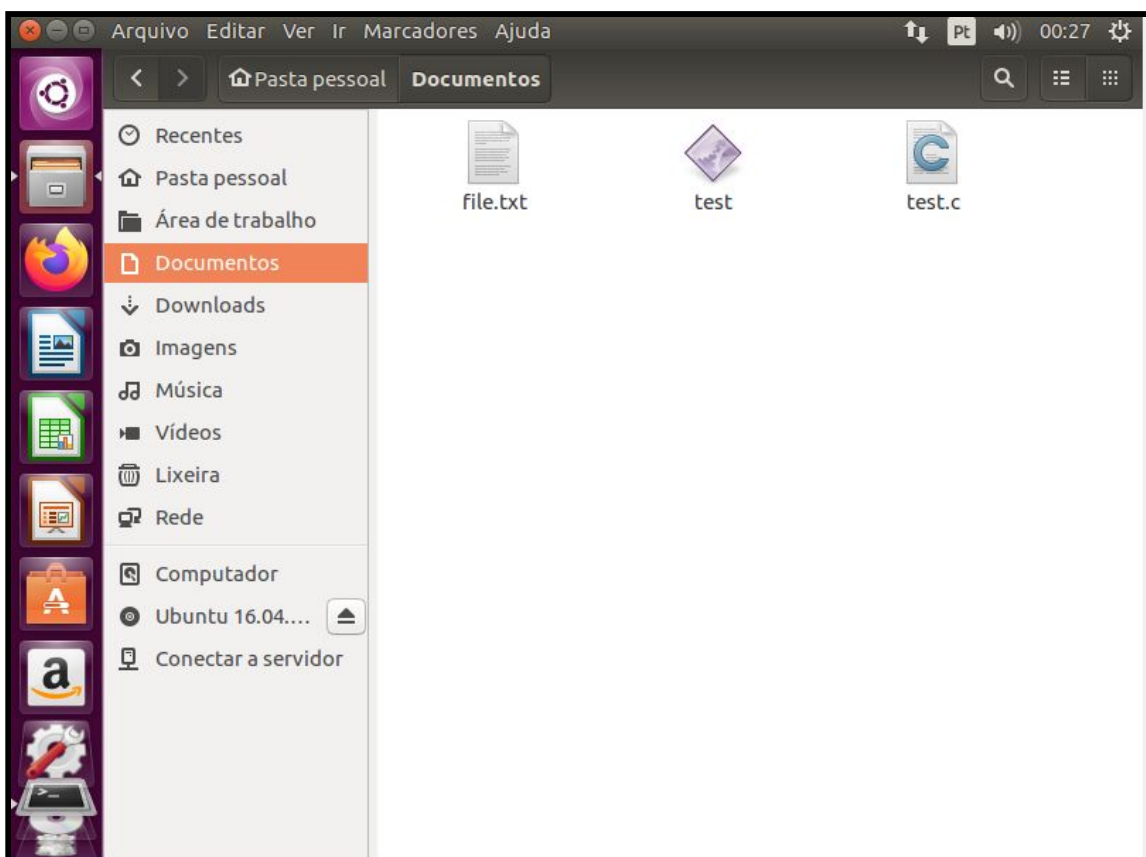 Arquivo Editar Ver Ir Marcadores Ajuda
Pt 00:27
Pasta pessoal Documentos
Recentes
Pasta pessoal
Área de trabalho
Documentos
Downloads
Imagens
Música
Vídeos
Lixeira
Rede
Computador
Ubuntu 16.04....
Conectar a servidor
file.txt test test.c